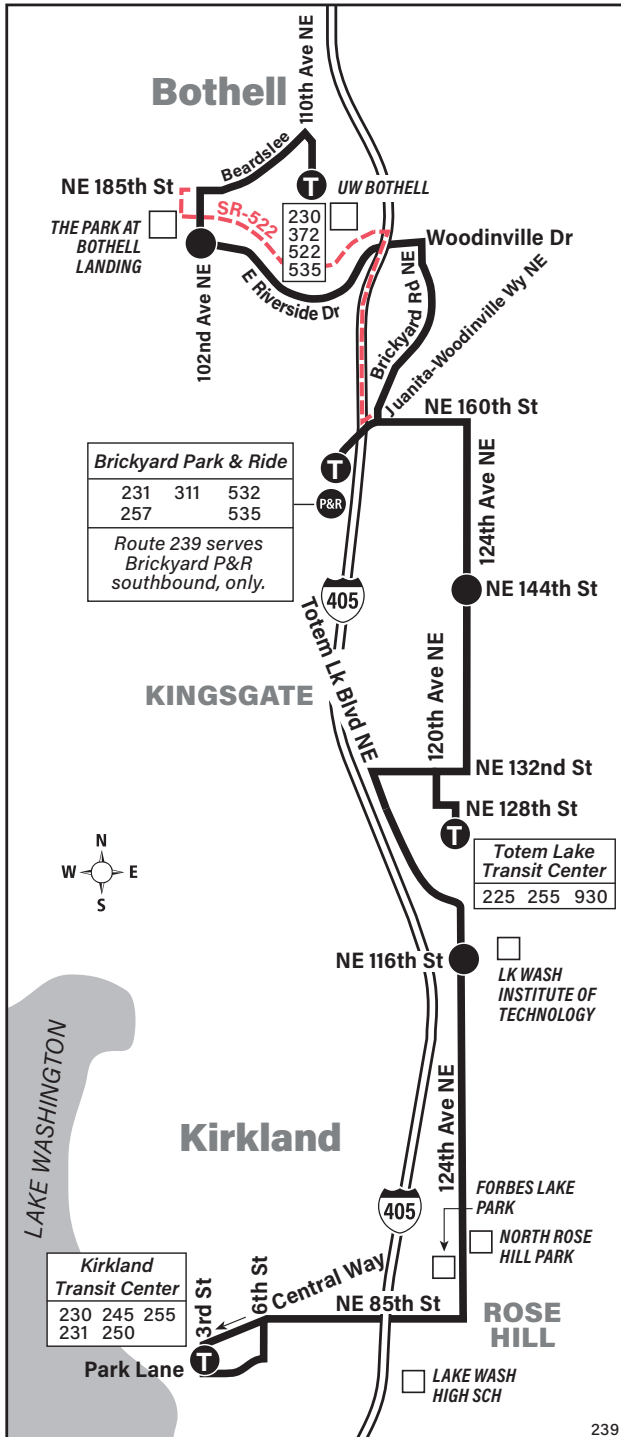 110th Ave NE
Bothell
Beardslee
NE 185th St
T
UW BOTHELL
SR-522
230
372
522
535
THE PARK AT
BOTHELL
LANDING
Woodinville Dr
E Riverside Dr
102nd Ave NE
Brickyard Rd NE
Juanita-Woodinville Wy NE
NE 160th St
Brickyard Park & Ride
231 311 532
257 535
Route 239 serves
Brickyard P&R
southbound, only.
T
P&R
124th Ave NE
405
NE 144th St
Totem Lk Blvd NE
KINGSGATE
120th Ave NE
NE 132nd St
NE 128th St
T
N
W E
S
Totem Lake
Transit Center
225 255 930
NE 116th St
LK WASH
INSTITUTE OF
TECHNOLOGY
LAKE WASHINGTON
Kirkland
124th Ave NE
405
FORBES LAKE
PARK
NORTH ROSE
HILL PARK
Kirkland
Transit Center
230 245 255
231 250
3rd St
6th St
Central Way
NE 85th St
ROSE
HILL
Park Lane
T
LAKE WASH
HIGH SCH
239